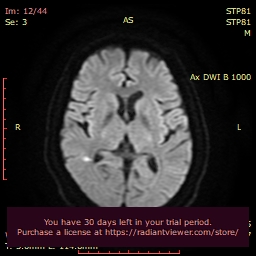 Im: 12/44
STP81
Se: 3
AS
STP81
M
Ax DWI B 1000
R
L
You have 30 days left in your trial period.
Purchase a license at https://radiantviewer.com/store/